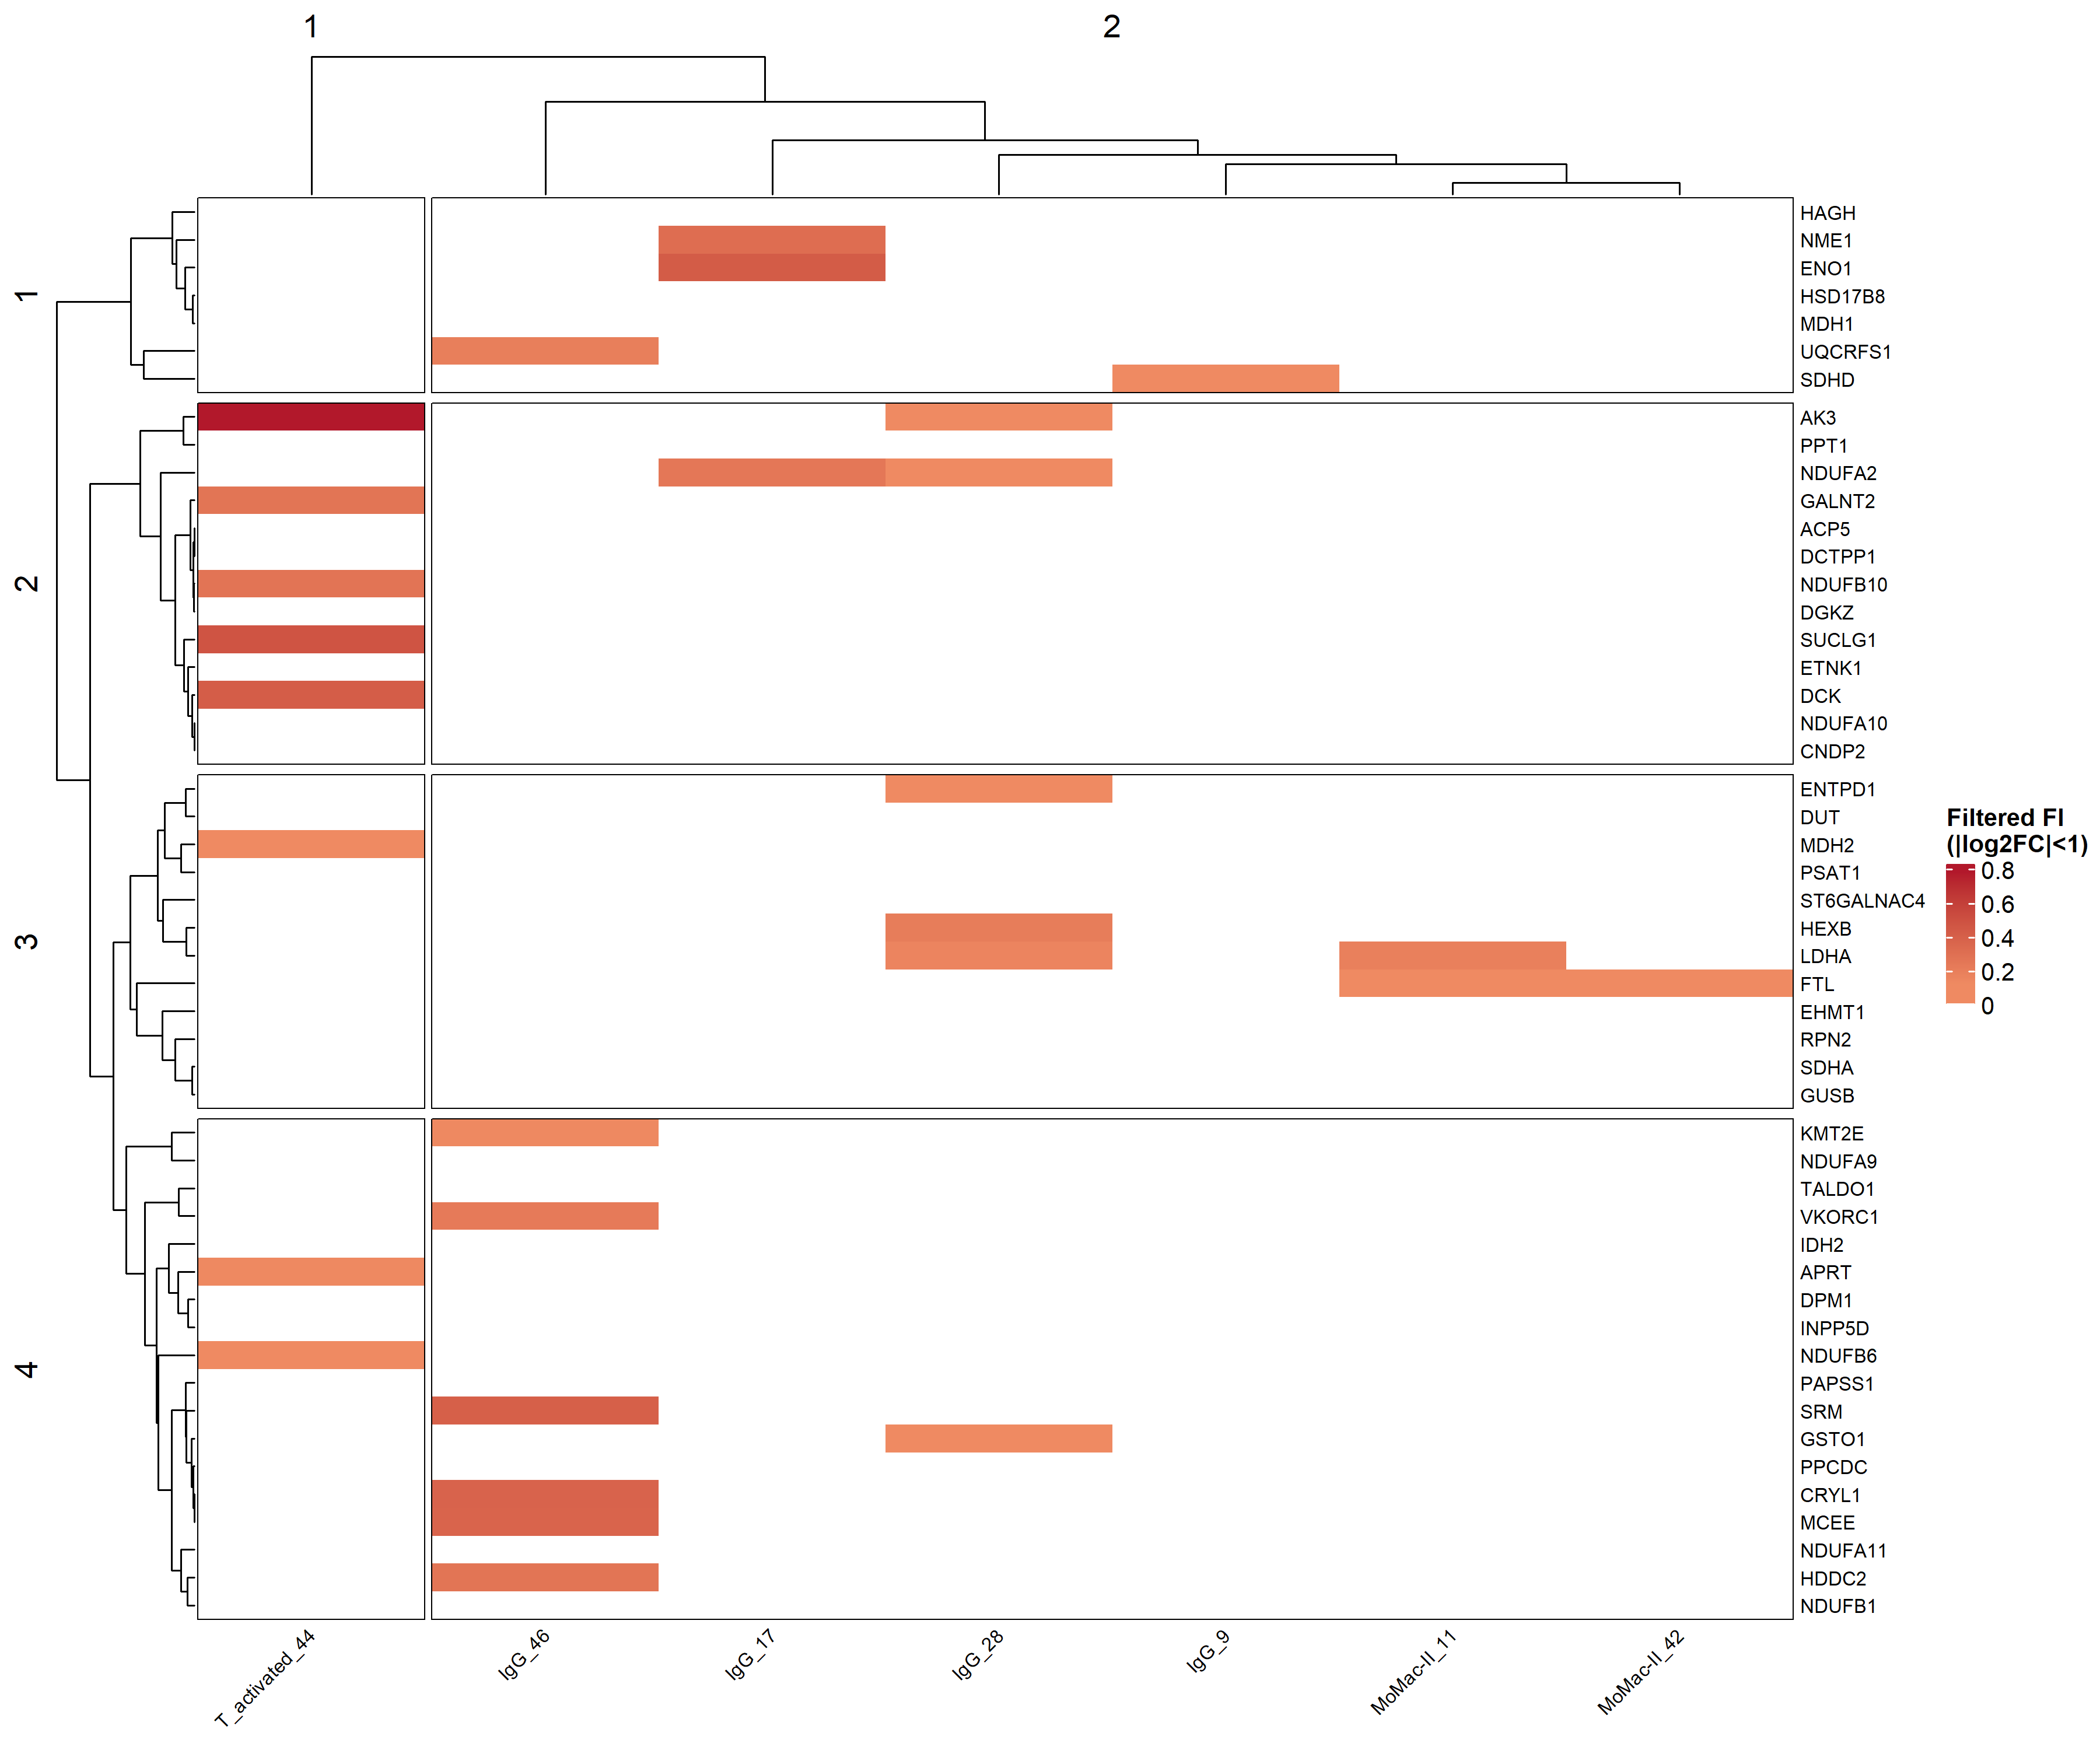 1
2
1
2
3
4
HAGH
NME1
ENO1
HSD17B8
MDH1
UQCRFS1
SDHD
AK3
PPT1
NDUFA2
GALNT2
ACP5
DCTPP1
NDUFB10
DGKZ
SUCLG1
ETNK1
DCK
NDUFA10
CNDP2
ENTPD1
DUT
MDH2
PSAT1
ST6GALNAC4
HEXB
LDHA
FTL
EHMT1
RPN2
SDHA
GUSB
KMT2E
NDUFA9
TALDO1
VKORC1
IDH2
APRT
DPM1
INPP5D
NDUFB6
PAPSS1
SRM
GSTO1
PPCDC
CRYL1
MCEE
NDUFA11
HDDC2
NDUFB1
Filtered FI
(|log2FC|<1)
0.8
0.6
0.4
0.2
0
T_activated_44
IgG_46
IgG_17
IgG_28
IgG_9
MoMac-II_11
MoMac-II_42